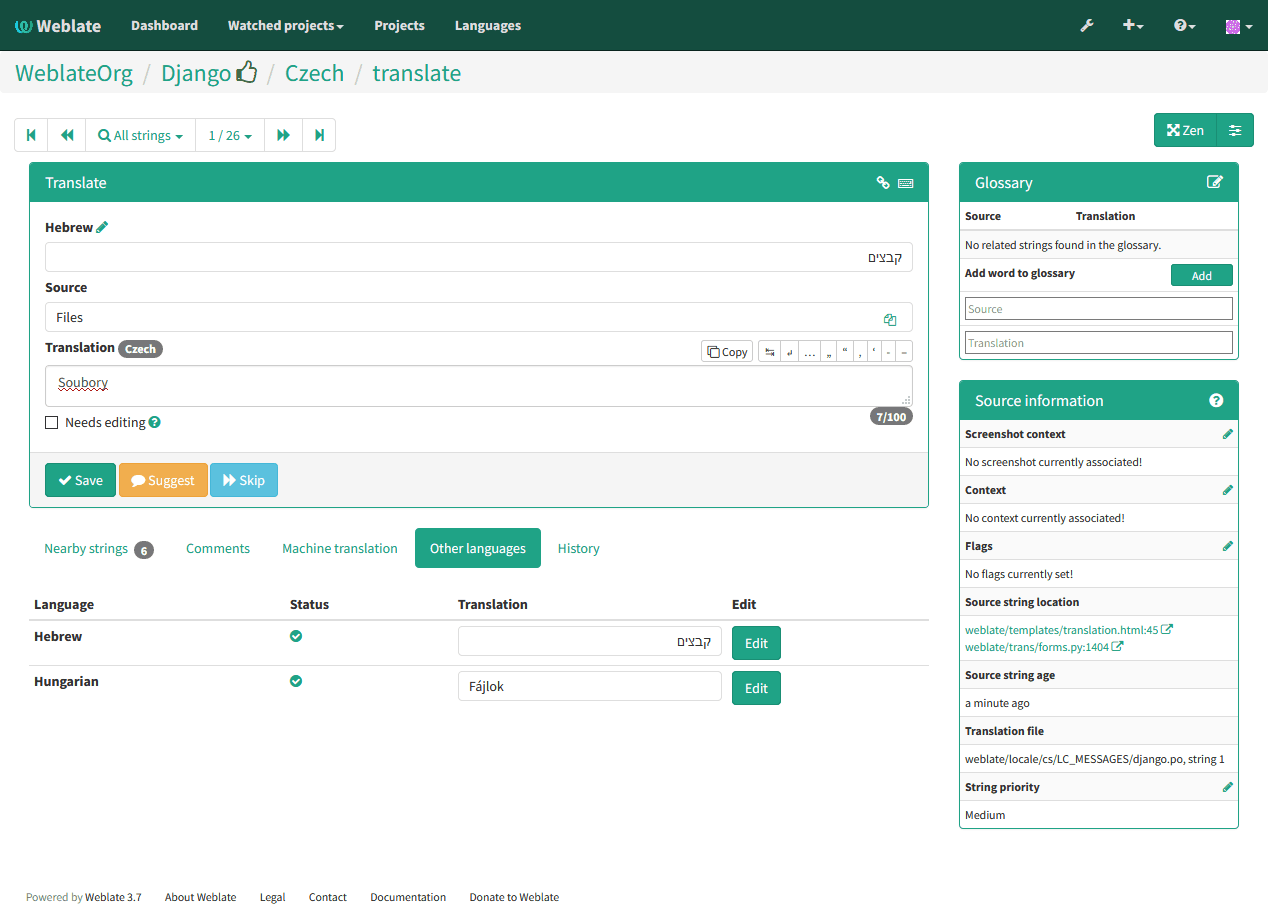 Weblate Dashboard Watched projects Projects Languages
WeblateOrg / Django / Czech / translate
All strings 1 / 26
Zen
Translate
Hebrew
קבצים
Source
Files
Translation Czech
Copy ↹ ↵ … „ “ ‚ ‘ - –
Soubory
Needs editing
7/100
Save Suggest Skip
Nearby strings 6 Comments Machine translation Other languages History
Language Status Translation Edit
Hebrew קבצים Edit
Hungarian Fájlok Edit
Glossary
Source Translation
No related strings found in the glossary.
Add word to glossary Add
Source
Translation
Source information
Screenshot context
No screenshot currently associated!
Context
No context currently associated!
Flags
No flags currently set!
Source string location
weblate/templates/translation.html:45
weblate/trans/forms.py:1404
Source string age
a minute ago
Translation file
weblate/locale/cs/LC_MESSAGES/django.po, string 1
String priority
Medium
Powered by Weblate 3.7 About Weblate Legal Contact Documentation Donate to Weblate